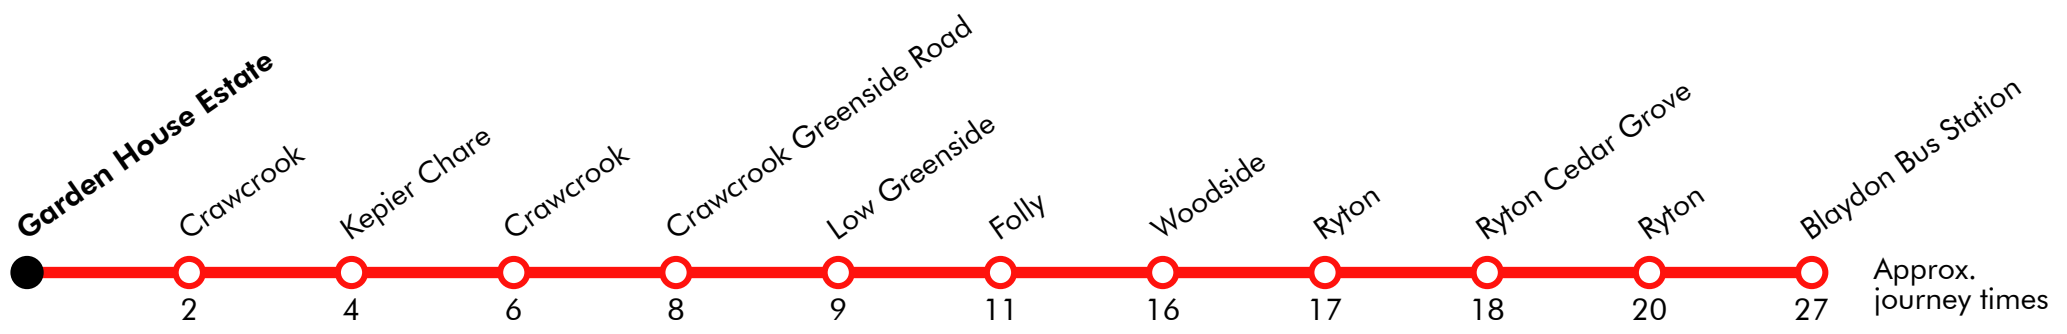 Garden House Estate
Crawcrook
Kepier Chare
Crawcrook
Crawcrook Greenside Road
Low Greenside
Folly
Woodside
Ryton
Ryton Cedar Grove
Ryton
Blaydon Bus Station
2
4
6
8
9
11
16
17
18
20
27
Approx.
journey times